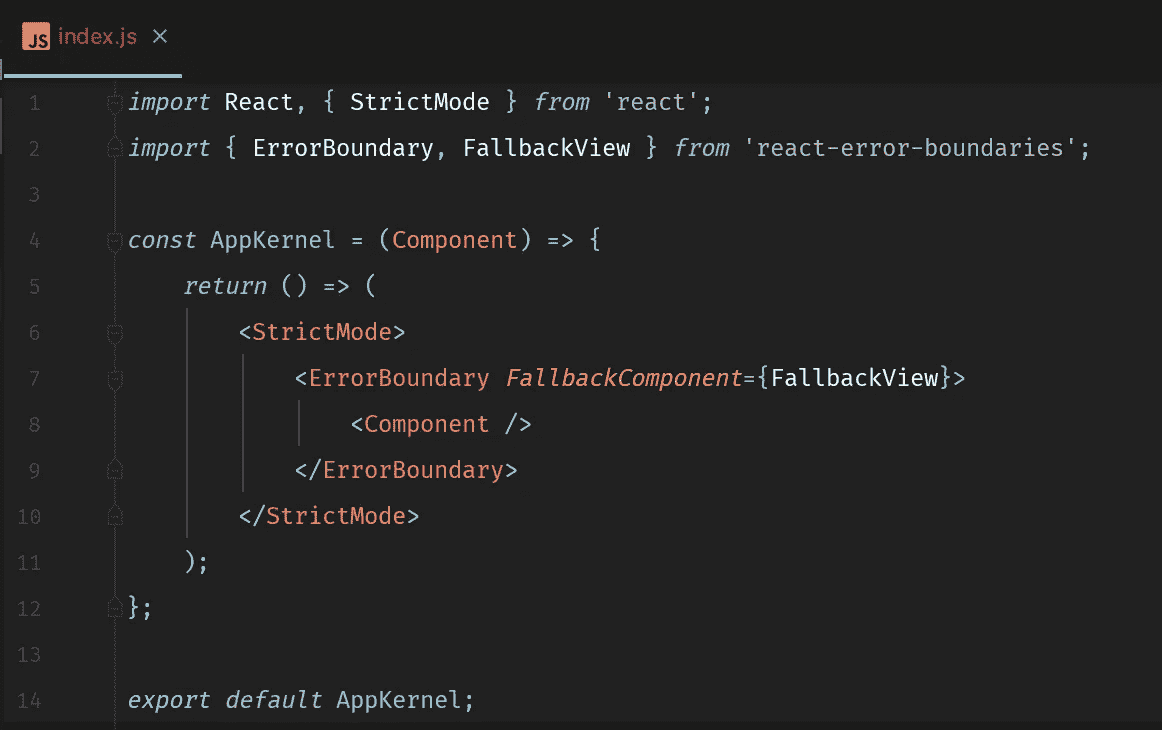 JS index.js ×
1 import React, { StrictMode } from 'react';
2 import { ErrorBoundary, FallbackView } from 'react-error-boundaries';
3
4 const AppKernel = (Component) => {
5     return () => (
6         <StrictMode>
7             <ErrorBoundary FallbackComponent={FallbackView}>
8                 <Component />
9             </ErrorBoundary>
10         </StrictMode>
11     );
12 };
13
14 export default AppKernel;